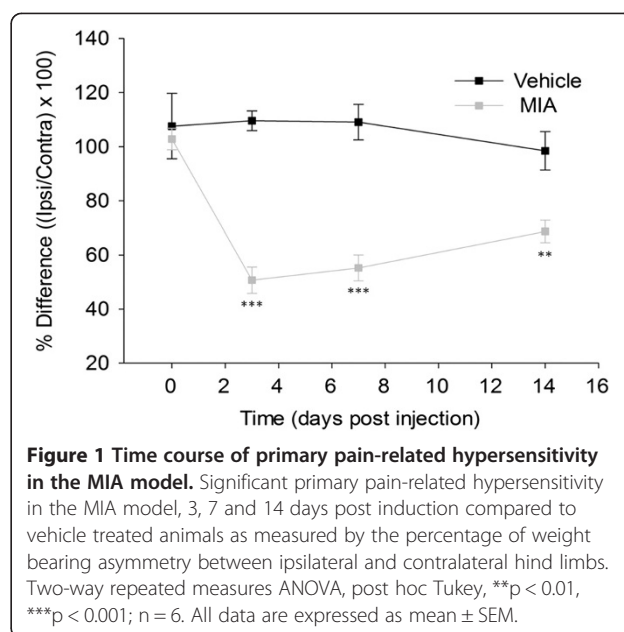 140
120
100
80
60
40
20
% Difference ((Ipsi/Contra) x 100)
Vehicle
MIA
***
***
**
0 2 4 6 8 10 12 14 16
Time (days post injection)
Figure 1 Time course of primary pain-related hypersensitivity
in the MIA model. Significant primary pain-related hypersensitivity
in the MIA model, 3, 7 and 14 days post induction compared to
vehicle treated animals as measured by the percentage of weight
bearing asymmetry between ipsilateral and contralateral hind limbs.
Two-way repeated measures ANOVA, post hoc Tukey, **p < 0.01,
***p < 0.001; n = 6. All data are expressed as mean ± SEM.